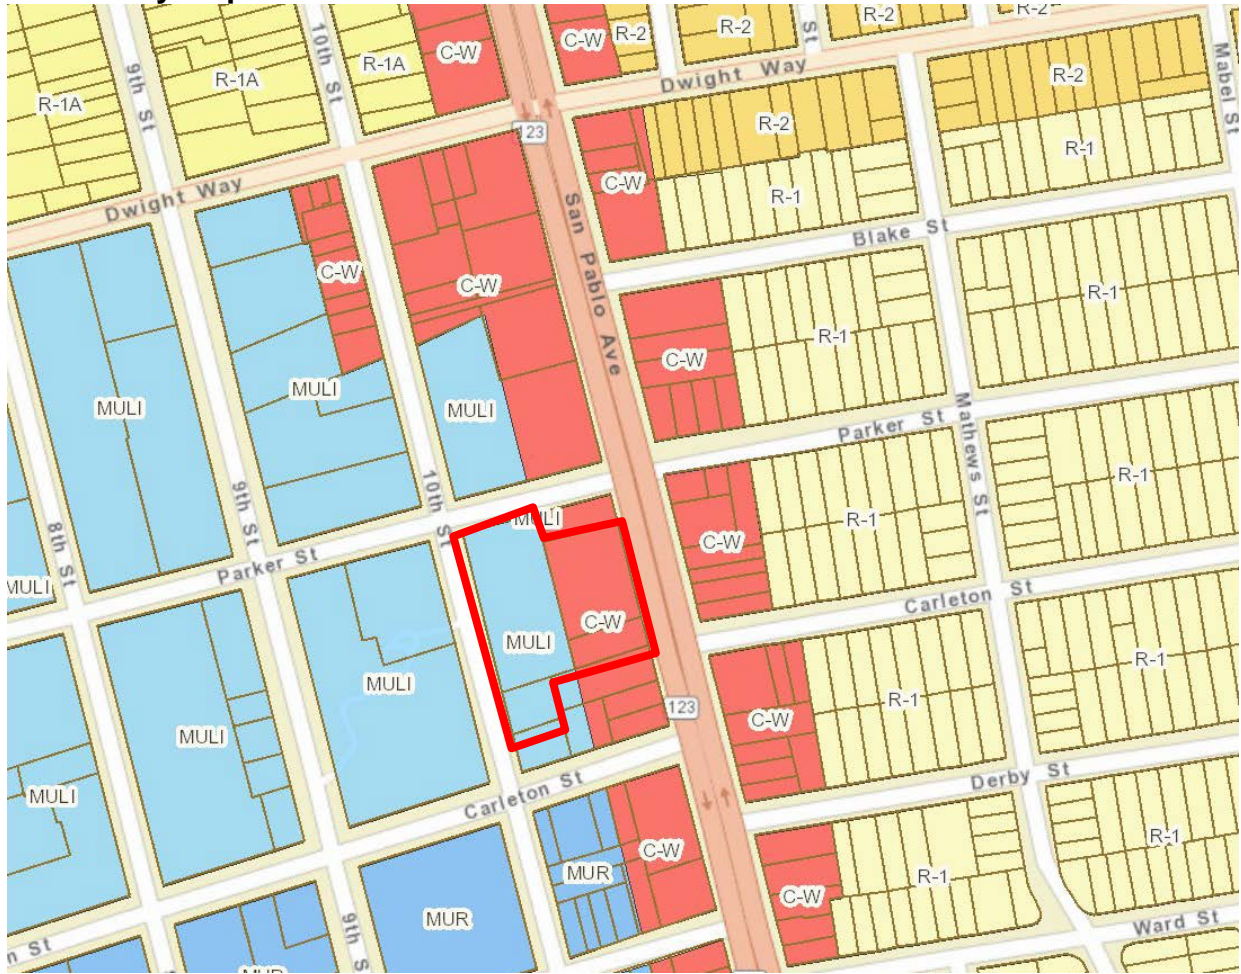 C-W
C-W
R-2
R-2
St
R-2
R-2
10th St
R-1A
C-W
R-1A
R-1A
9th St
Dwight Way
R-2
Mabel St
123
R-2
R-1
C-W
R-1
Dwight Way
Blake St
C-W
C-W
San Pablo Ave
R-1
R-1
C-W
MULI
MULI
MULI
Parker St
Mathews St
R-1
10th St
9th St
8th St
MULI
C-W
R-1
Parker St
MULI
Carleton St
C-W
MULI
R-1
MULI
R-1
123
C-W
MULI
MULI
Derby St
Carleton St
C-W
MUR
R-1
R-1
C-W
MUR
9th S
Ward St
n St
MUR